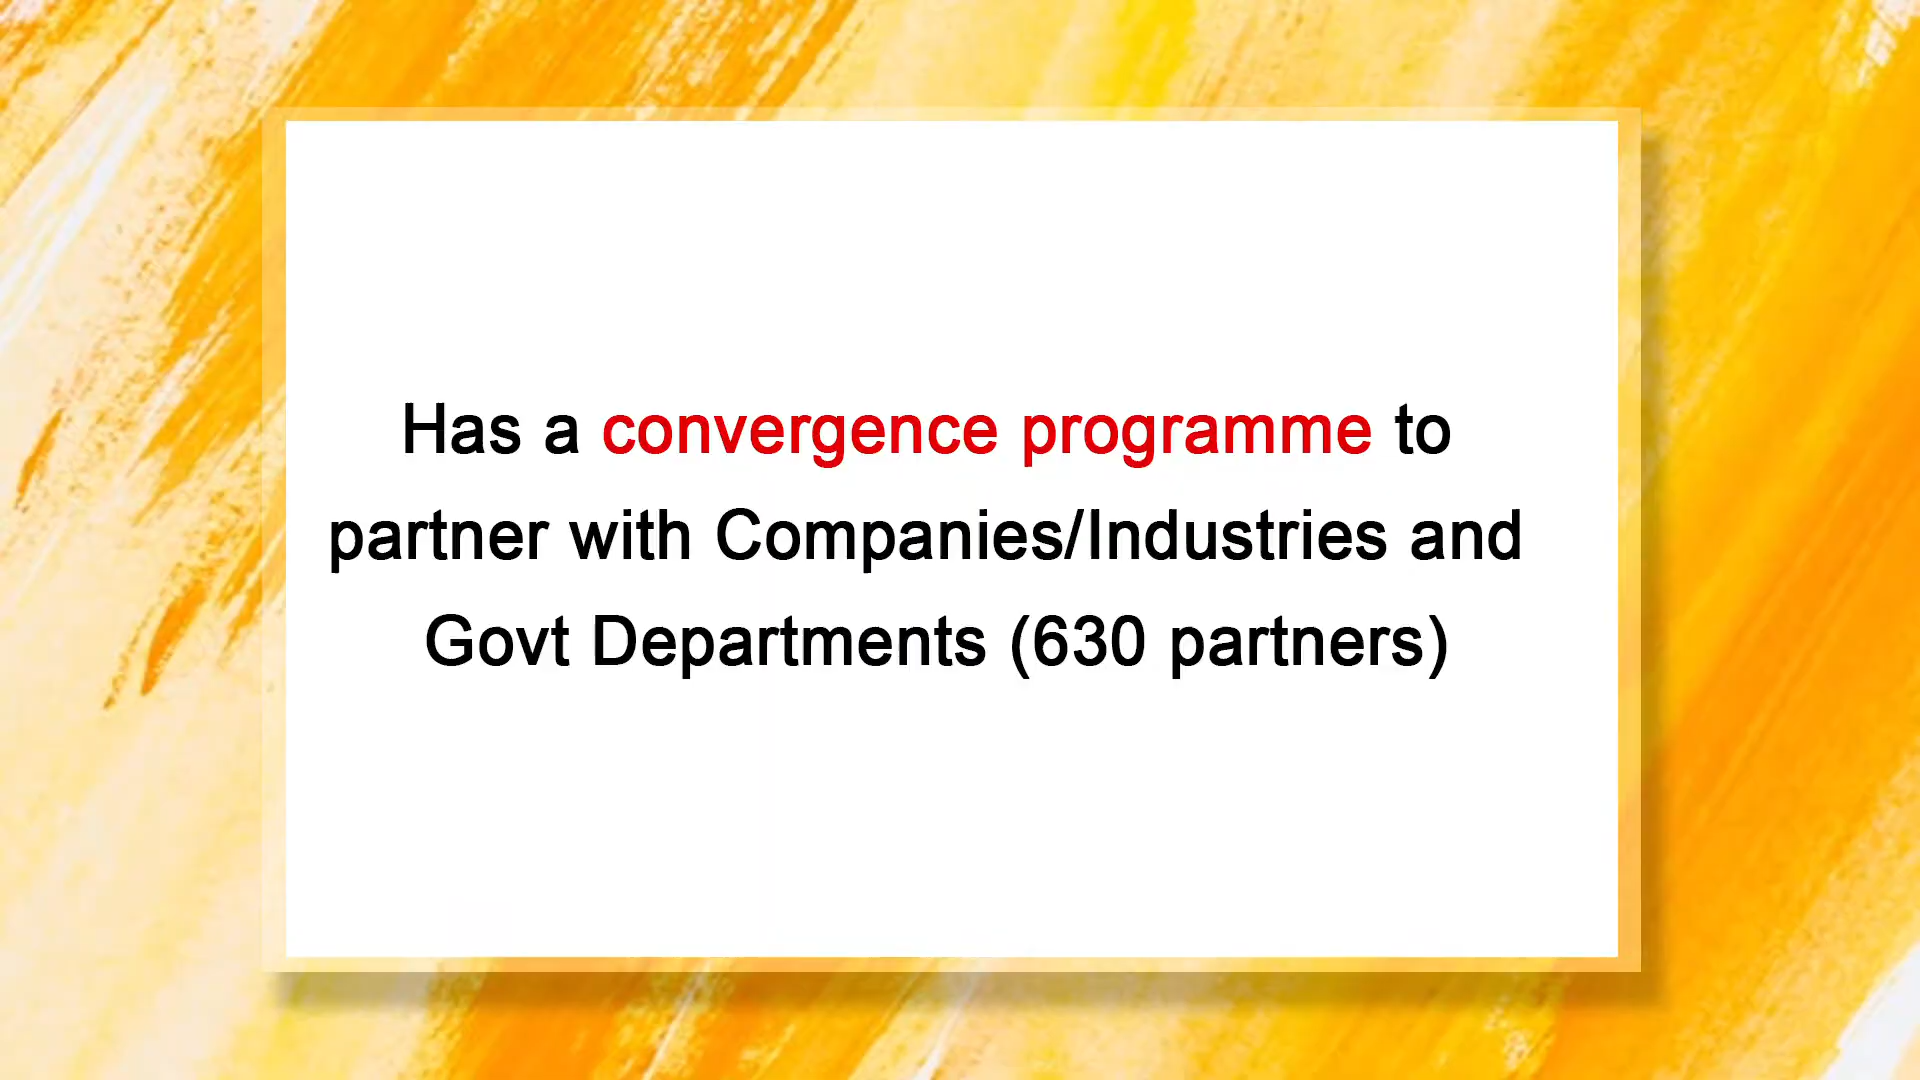 Has a convergence programme to
partner with Companies/Industries and
Govt Departments (630 partners)